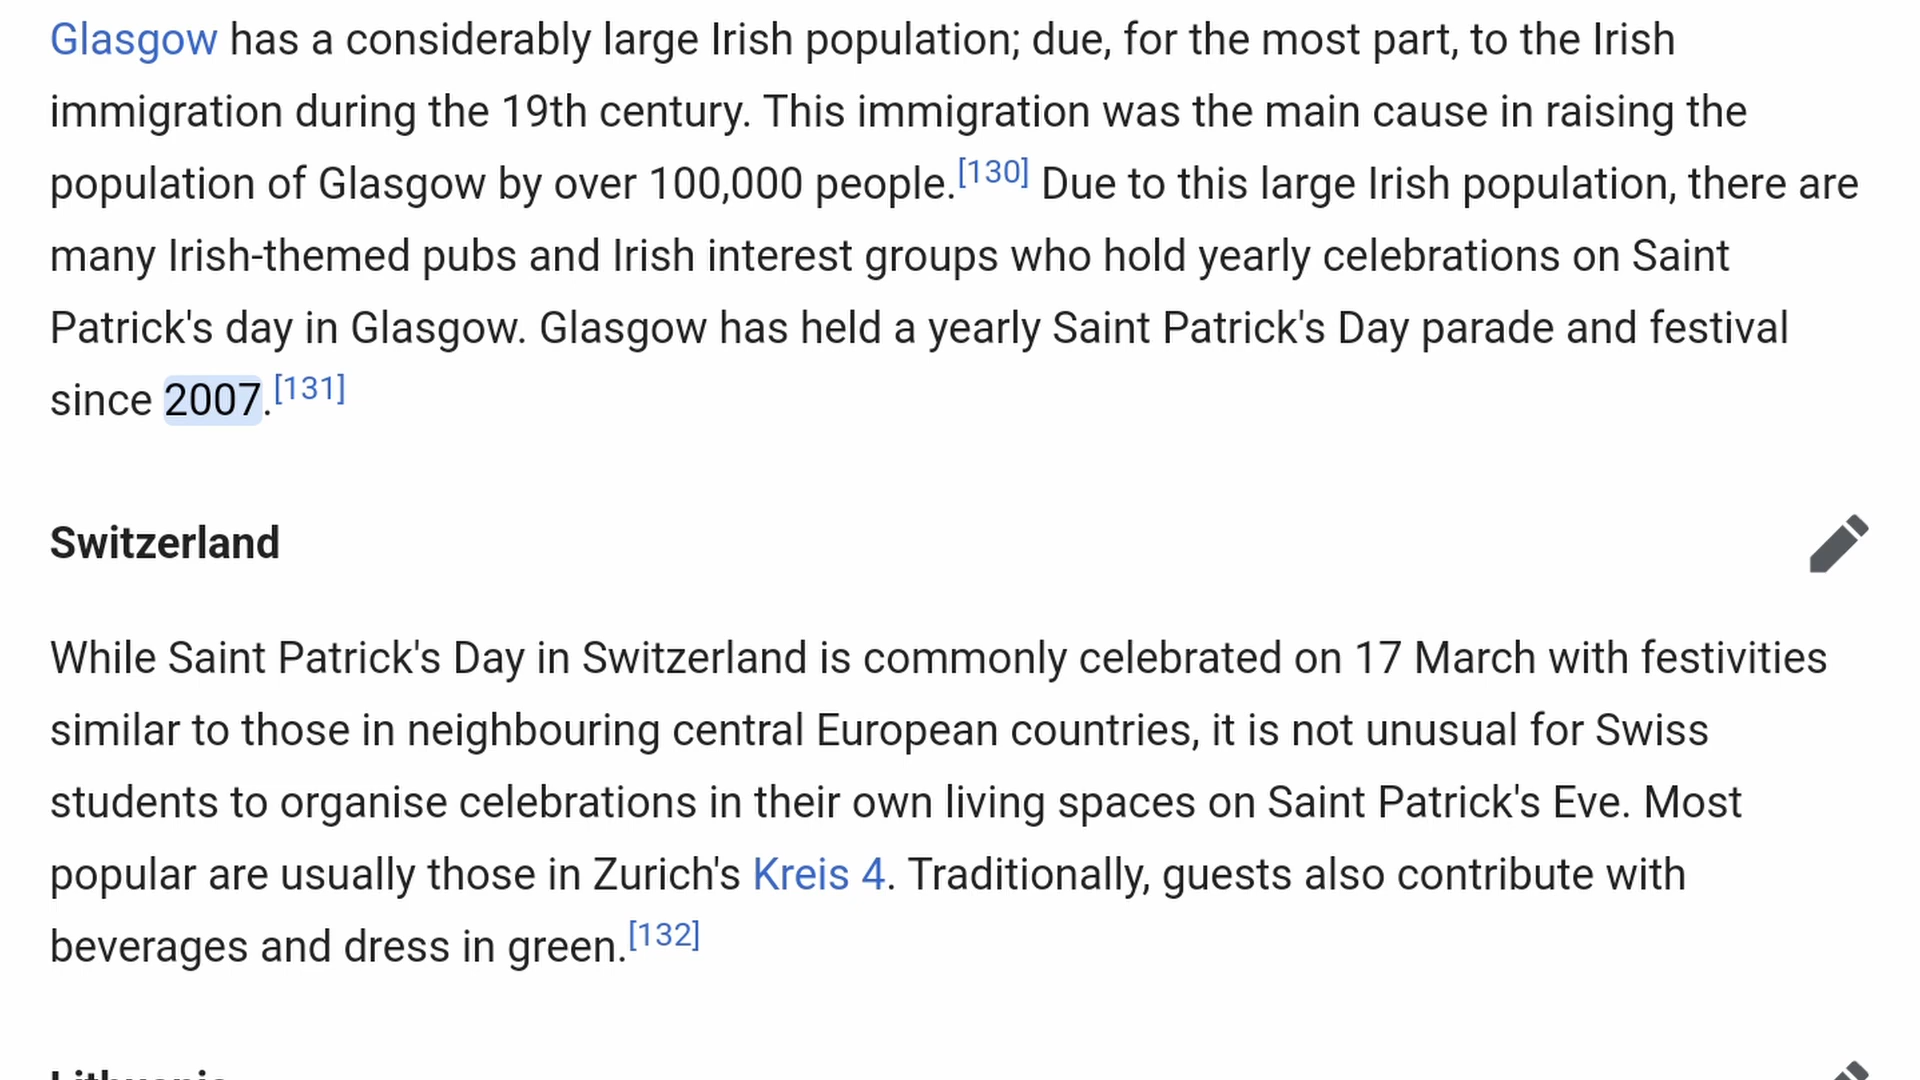 Glasgow has a considerably large Irish population; due, for the most part, to the Irish
immigration during the 19th century. This immigration was the main cause in raising the
population of Glasgow by over 100,000 people.[130] Due to this large Irish population, there are
many Irish-themed pubs and Irish interest groups who hold yearly celebrations on Saint
Patrick's day in Glasgow. Glasgow has held a yearly Saint Patrick's Day parade and festival
since 2007.[131]
Switzerland
While Saint Patrick's Day in Switzerland is commonly celebrated on 17 March with festivities
similar to those in neighbouring central European countries, it is not unusual for Swiss
students to organise celebrations in their own living spaces on Saint Patrick's Eve. Most
popular are usually those in Zurich's Kreis 4. Traditionally, guests also contribute with
beverages and dress in green.[132]
Lithuania